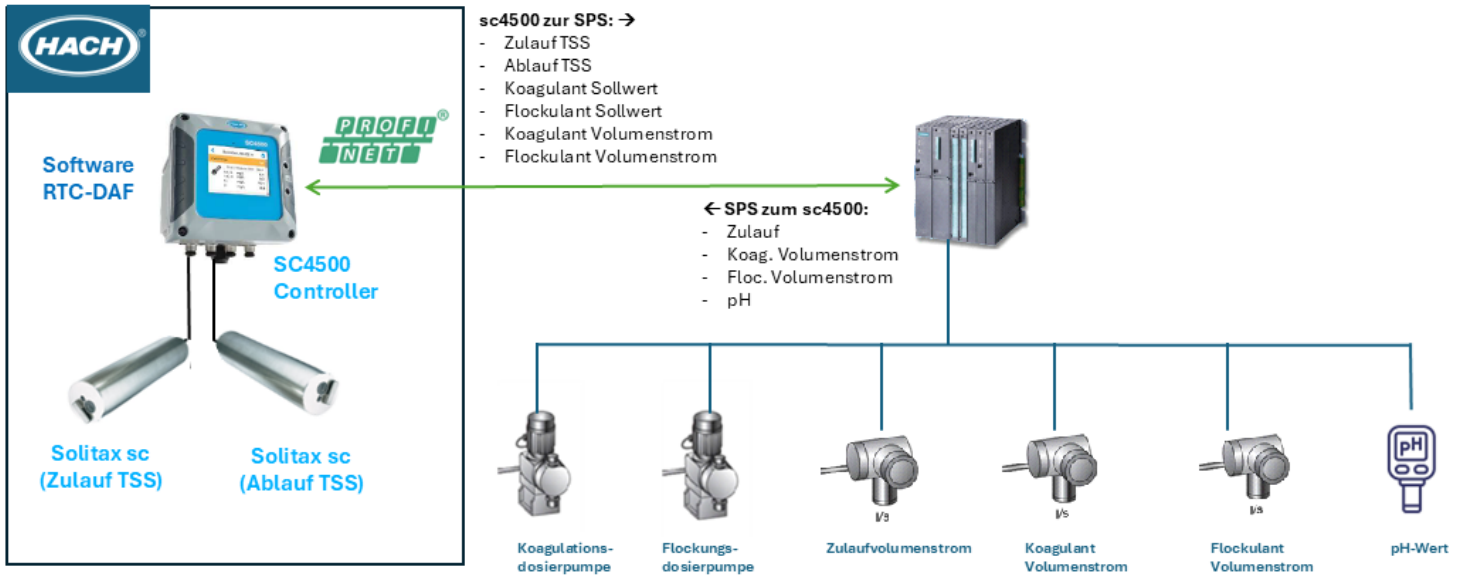 HACH®
Software
RTC-DAF
SC4500
PROFI®
NET
SC4500
Controller
Solitax sc
(Zulauf TSS)
Solitax sc
(Ablauf TSS)
sc4500 zur SPS: →
- Zulauf TSS
- Ablauf TSS
- Koagulant Sollwert
- Flockulant Sollwert
- Koagulant Volumenstrom
- Flockulant Volumenstrom
← SPS zum sc4500:
- Zulauf
- Koag. Volumenstrom
- Floc. Volumenstrom
- pH
pH
l/s
l/s
l/s
Koagulations-
dosierpumpe
Flockungs-
dosierpumpe
Zulaufvolumenstrom
Koagulant
Volumenstrom
Flockulant
Volumenstrom
pH-Wert